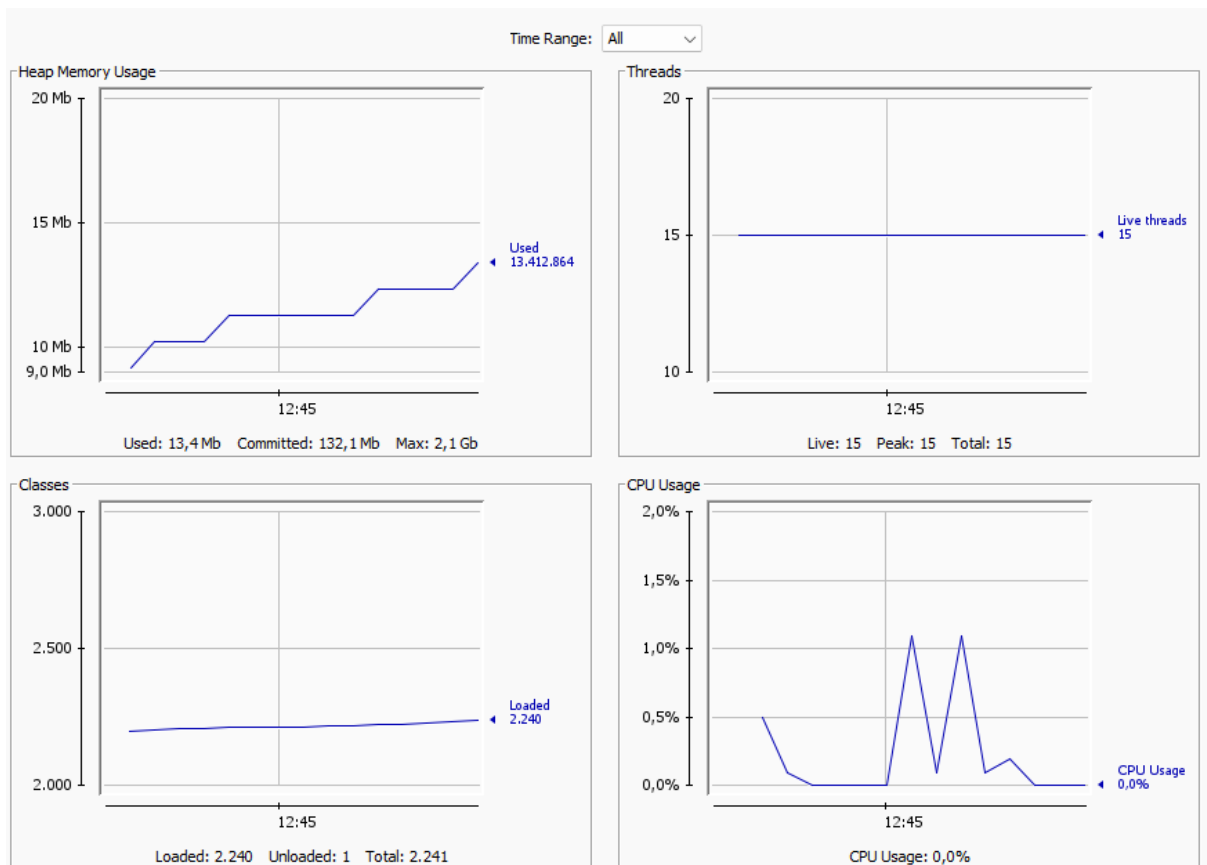 Time Range: All
Heap Memory Usage
20 Mb
15 Mb
10 Mb
9,0 Mb
Used
13.412.864
12:45
Used: 13,4 Mb Committed: 132,1 Mb Max: 2,1 Gb
Threads
20
15
10
Live threads
15
12:45
Live: 15 Peak: 15 Total: 15
Classes
3.000
2.500
2.000
Loaded
2.240
12:45
Loaded: 2.240 Unloaded: 1 Total: 2.241
CPU Usage
2,0%
1,5%
1,0%
0,5%
0,0%
CPU Usage
0,0%
12:45
CPU Usage: 0,0%